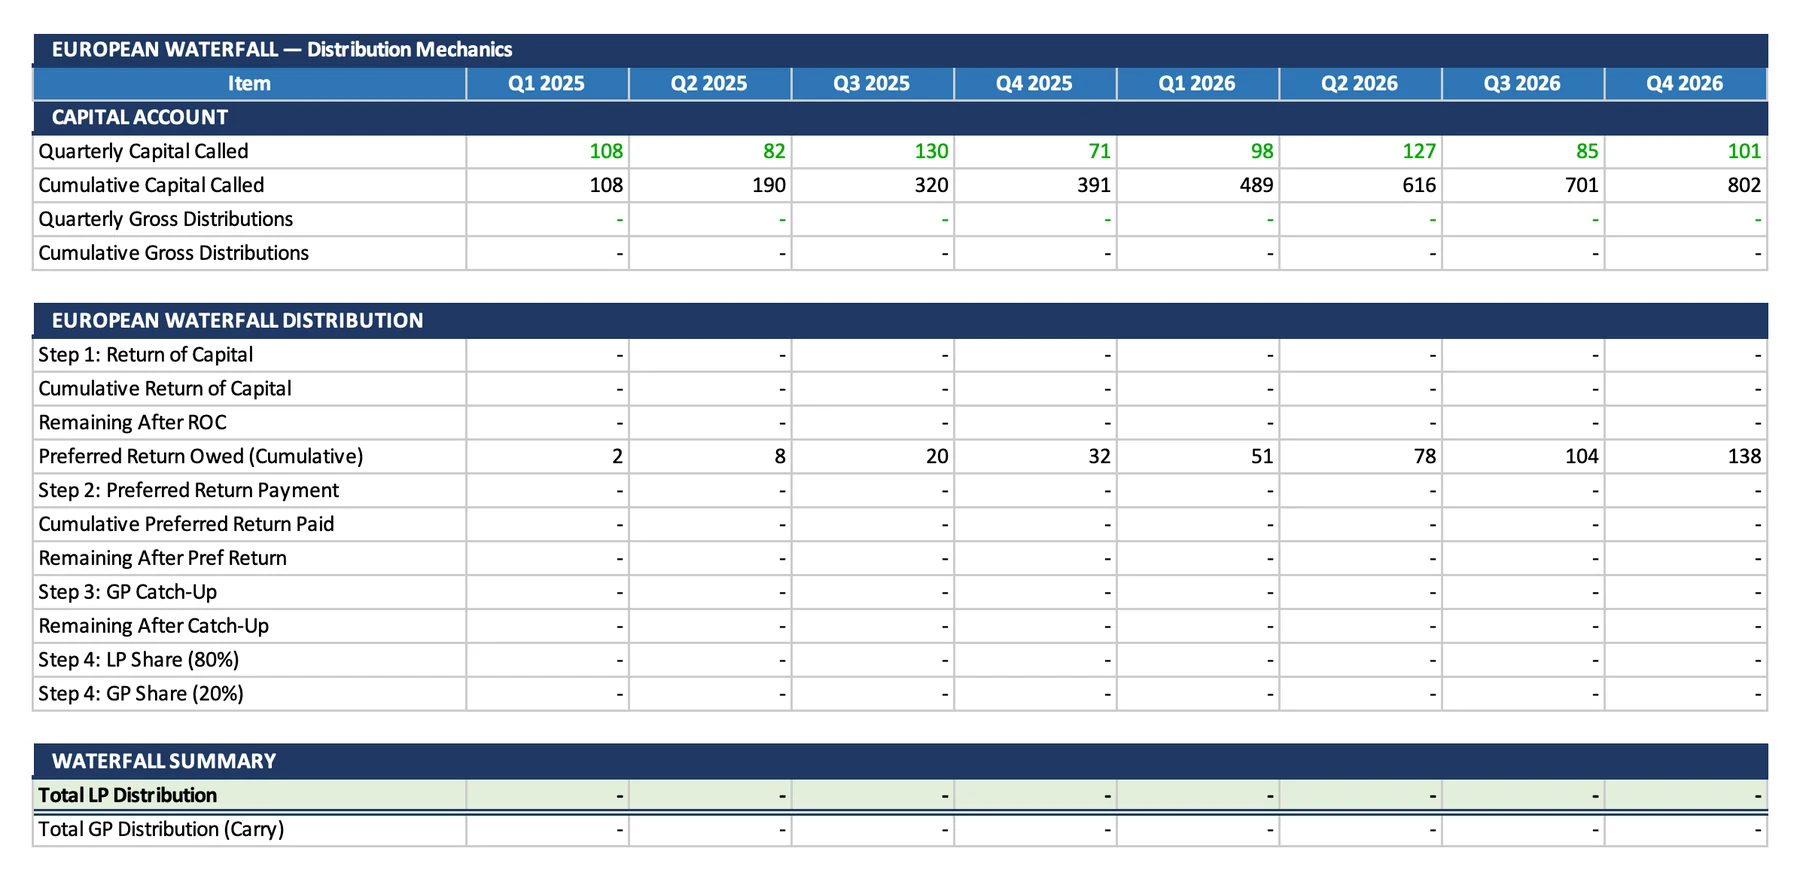 EUROPEAN WATERFALL — Distribution Mechanics
Item Q1 2025 Q2 2025 Q3 2025 Q4 2025 Q1 2026 Q2 2026 Q3 2026 Q4 2026
CAPITAL ACCOUNT
Quarterly Capital Called 108 82 130 71 98 127 85 101
Cumulative Capital Called 108 190 320 391 489 616 701 802
Quarterly Gross Distributions - - - - - - - -
Cumulative Gross Distributions - - - - - - - -
EUROPEAN WATERFALL DISTRIBUTION
Step 1: Return of Capital - - - - - - - -
Cumulative Return of Capital - - - - - - - -
Remaining After ROC - - - - - - - -
Preferred Return Owed (Cumulative) 2 8 20 32 51 78 104 138
Step 2: Preferred Return Payment - - - - - - - -
Cumulative Preferred Return Paid - - - - - - - -
Remaining After Pref Return - - - - - - - -
Step 3: GP Catch-Up - - - - - - - -
Remaining After Catch-Up - - - - - - - -
Step 4: LP Share (80%) - - - - - - - -
Step 4: GP Share (20%) - - - - - - - -
WATERFALL SUMMARY
Total LP Distribution - - - - - - - -
Total GP Distribution (Carry) - - - - - - - -